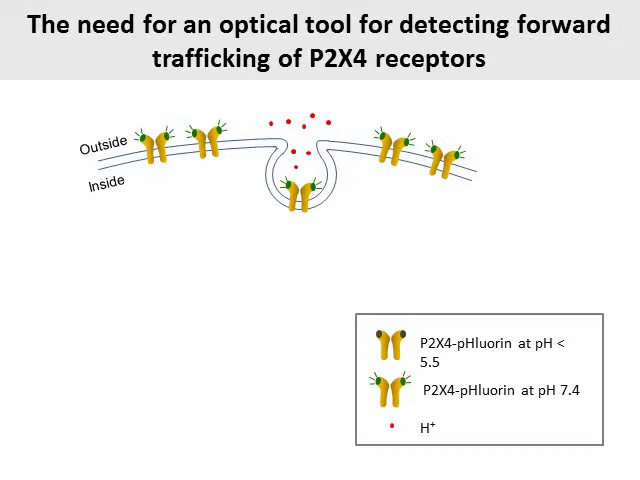 The need for an optical tool for detecting forward
trafficking of P2X4 receptors
Outside
Inside
P2X4-pHluorin at pH <
5.5
P2X4-pHluorin at pH 7.4
H+